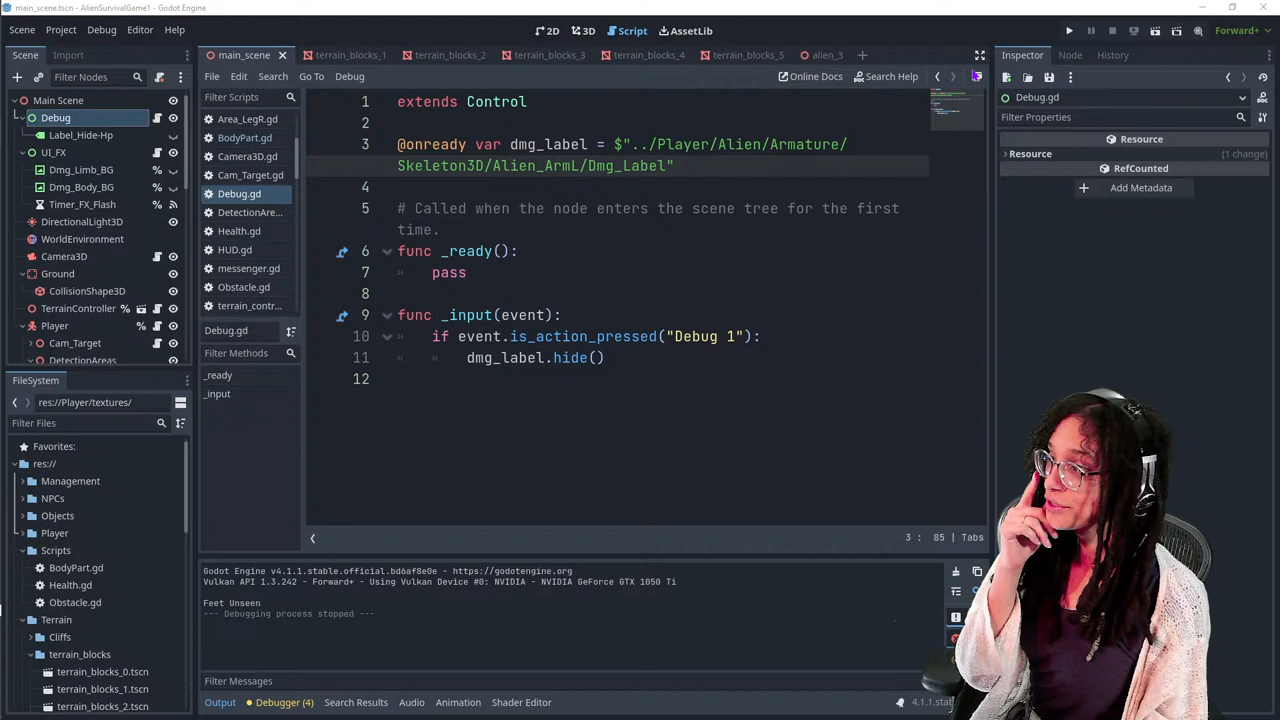 main_scene.tscn - AlienSurvivalGame1 - Godot Engine
Scene Project Debug Editor Help
2D 3D Script AssetLib
Forward+
Scene Import
main_scene terrain_blocks_1 terrain_blocks_2 terrain_blocks_3 terrain_blocks_4 terrain_blocks_5 alien_3
Inspector Node History
Filter Nodes
File Edit Search Go To Debug
Online Docs Search Help
Main Scene
Debug
Label_Hide-Hp
UI_FX
Dmg_Limb_BG
Dmg_Body_BG
Timer_FX_Flash
DirectionalLight3D
WorldEnvironment
Camera3D
Ground
CollisionShape3D
TerrainController
Player
Cam_Target
DetectionAreas
Filter Scripts
Area_LegR.gd
BodyPart.gd
Camera3D.gd
Cam_Target.gd
Debug.gd
DetectionArea...
Health.gd
HUD.gd
messenger.gd
Obstacle.gd
terrain_contr...
Debug.gd
Filter Methods
_ready
_input
1 extends Control
2
3 @onready var dmg_label = $"../Player/Alien/Armature/
Skeleton3D/Alien_ArmL/Dmg_Label"
4
5 # Called when the node enters the scene tree for the first
time.
6 func _ready():
7 pass
8
9 func _input(event):
10 if event.is_action_pressed("Debug 1"):
11 dmg_label.hide()
12
3 : 85 | Tabs
Debug.gd
Filter Properties
Resource
Resource (1 change)
RefCounted
Add Metadata
FileSystem
res://Player/textures/
Filter Files
Favorites:
res://
Management
NPCs
Objects
Player
Scripts
BodyPart.gd
Health.gd
Obstacle.gd
Terrain
Cliffs
terrain_blocks
terrain_blocks_0.tscn
terrain_blocks_1.tscn
terrain_blocks_2.tscn
Godot Engine v4.1.1.stable.official.bd6af8e0e - https://godotengine.org
Vulkan API 1.3.242 - Forward+ - Using Vulkan Device #0: NVIDIA - NVIDIA GeForce GTX 1050 Ti
Feet Unseen
--- Debugging process stopped ---
Filter Messages
Output Debugger (4) Search Results Audio Animation Shader Editor
4.1.1.stab